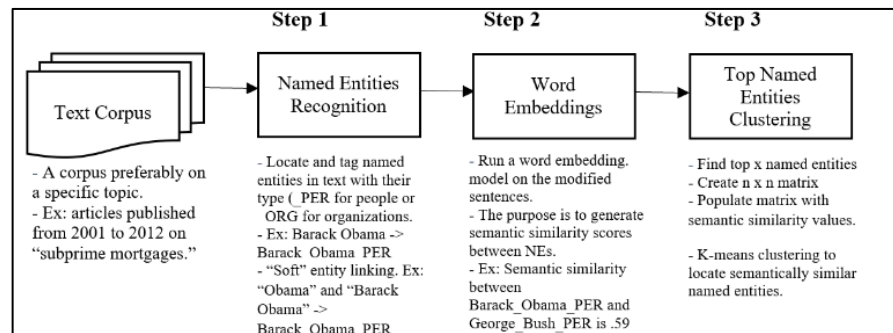 Step 1
Step 2
Step 3
Text Corpus
Named Entities
Recognition
Word
Embeddings
Top Named
Entities
Clustering
- A corpus preferably on
a specific topic.
- Ex: articles published
from 2001 to 2012 on
“subprime mortgages.”
- Locate and tag named
entities in text with their
type (_PER for people or
ORG for organizations.
- Ex: Barack Obama ->
Barack_Obama_PER
- “Soft” entity linking. Ex:
“Obama” and “Barack
Obama” ->
Barack_Obama_PER
- Run a word embedding.
model on the modified
sentences.
- The purpose is to generate
semantic similarity scores
between NEs.
- Ex: Semantic similarity
between
Barack_Obama_PER and
George_Bush_PER is .59
- Find top x named entities
- Create n x n matrix
- Populate matrix with
semantic similarity values.
- K-means clustering to
locate semantically similar
named entities.